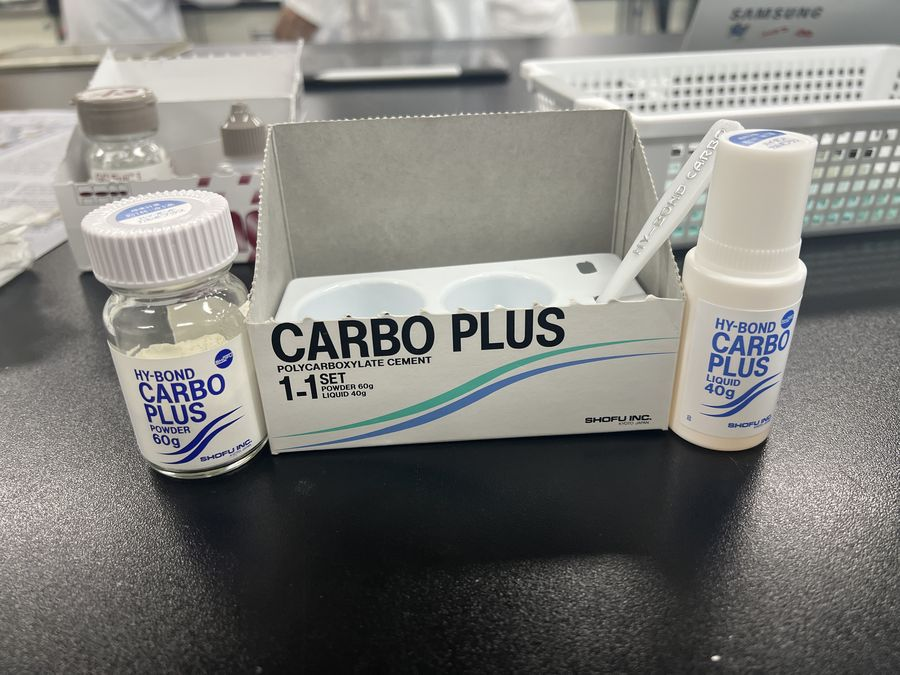 SAMSUNG
HY-BOND CARBO
CARBO PLUS
POLYCARBOXYLATE CEMENT
1-1 SET
POWDER 60g
LIQUID 40g
SHOFU INC.
KYOTO JAPAN
HY-BOND
CARBO
PLUS
POWDER
60g
SHOFU INC.
HY-BOND
CARBO
PLUS
LIQUID
40g
SHOFU INC.